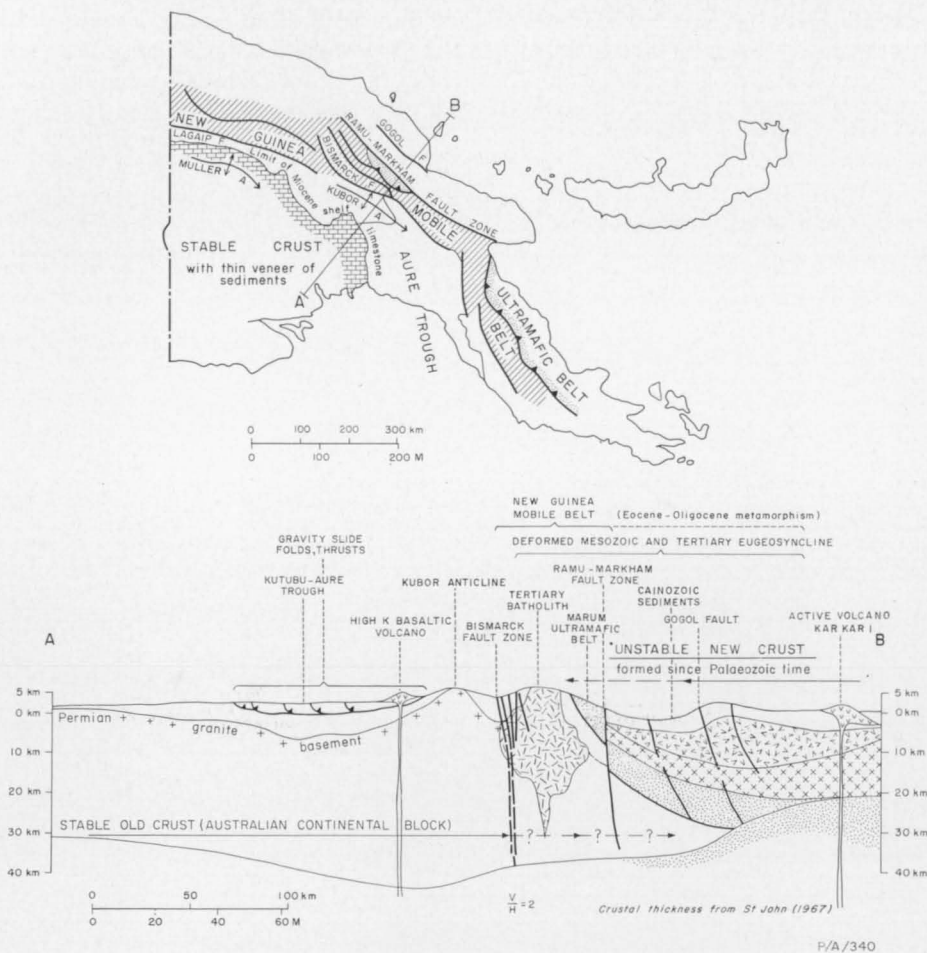 B
RAMU-MARKHAM FAULT ZONE
GOGOL F
NEW GUINEA MOBILE BELT
BISMARCK F
LAGAIP F
limit of Miocene shelf limestone
MULLER A
KUBOR A
STABLE CRUST
with thin veneer of
sediments
A
AURE TROUGH
ULTRAMAFIC BELT
0 100 200 300 km
0 100 200 M
NEW GUINEA
MOBILE BELT (Eocene-Oligocene metamorphism)
DEFORMED MESOZOIC AND TERTIARY EUGEOSYNCLINE
GRAVITY SLIDE
FOLDS, THRUSTS
KUTUBU-AURE
TROUGH
HIGH K BASALTIC
VOLCANO
KUBOR ANTICLINE
BISMARCK
FAULT ZONE
TERTIARY
BATHOLITH
RAMU-MARKHAM
FAULT ZONE
MARUM
ULTRAMAFIC
BELT
CAINOZOIC
SEDIMENTS
GOGOL FAULT
ACTIVE VOLCANO
KAR KAR I
A
B
UNSTABLE NEW CRUST
formed since Palaeozoic time
5 km
0 km
10 km
20 km
30 km
40 km
Permian granite basement
STABLE OLD CRUST (AUSTRALIAN CONTINENTAL BLOCK) ? ? ?
5 km
0 km
10 km
20 km
30 km
40 km
0 50 100 km
0 20 40 60 M
V/H = 2
Crustal thickness from St John (1967)
P/A/340